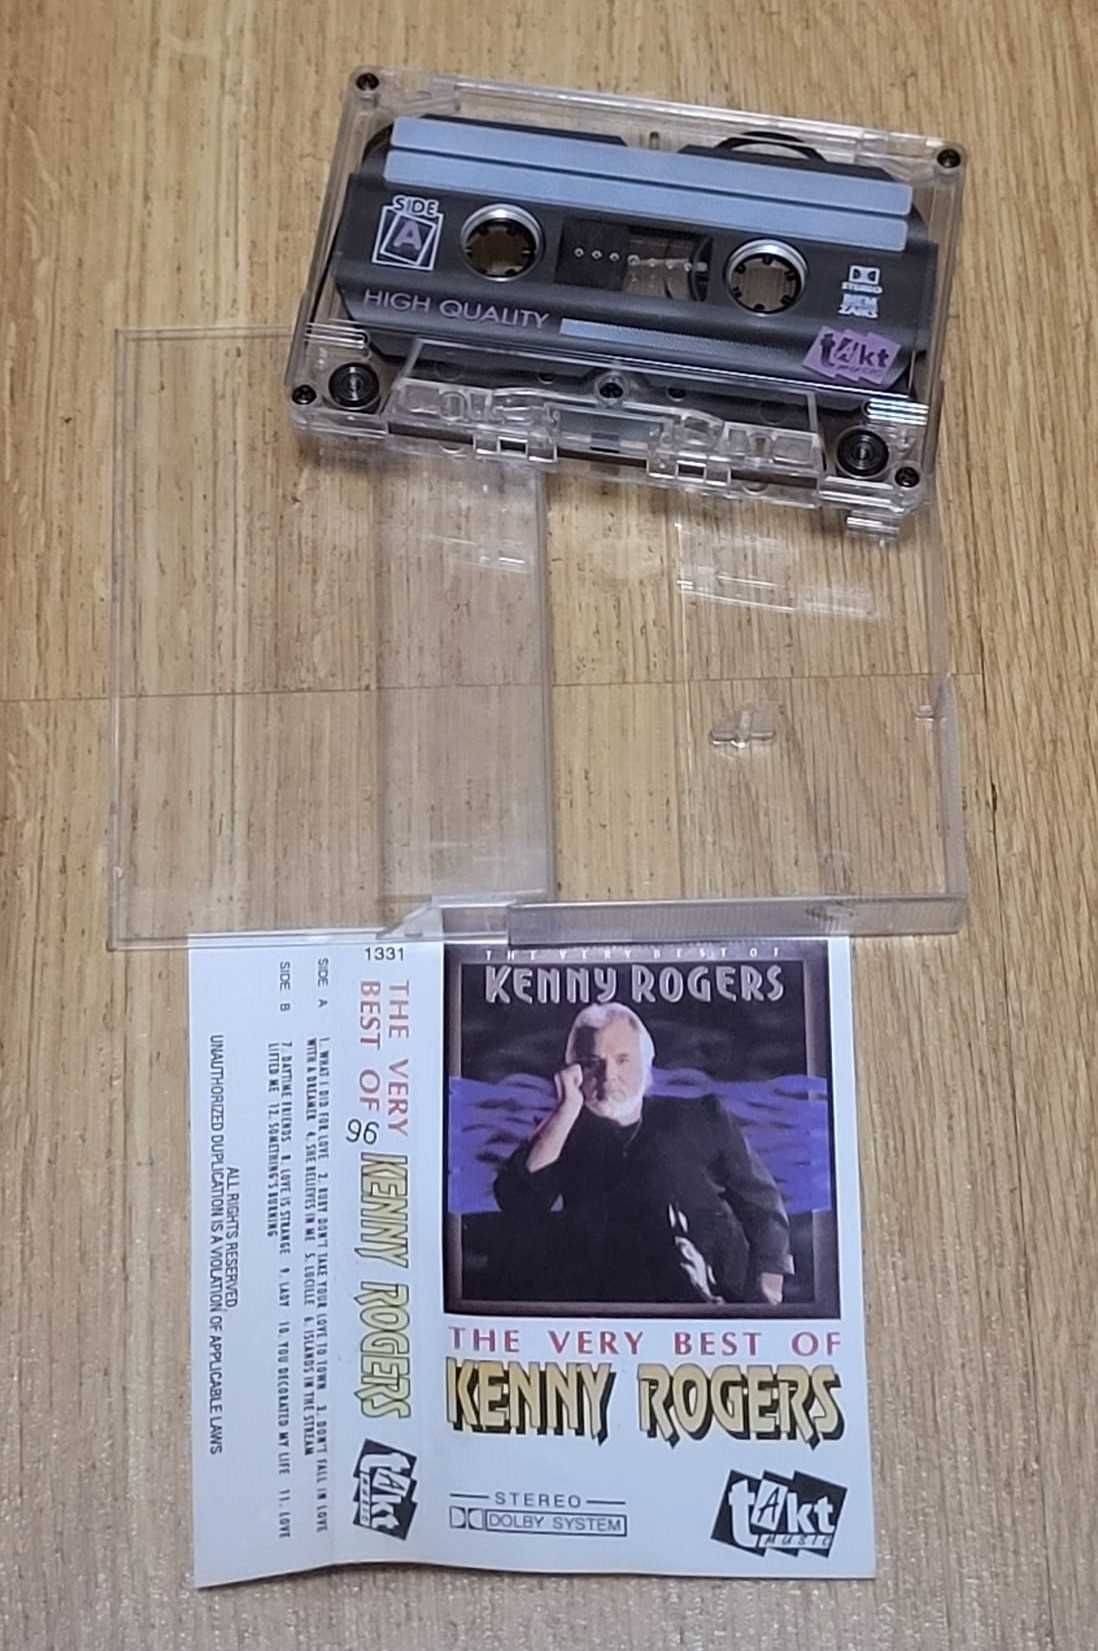 SIDE
A
STEREO
BIEM
ZAIKS
HIGH QUALITY
tAkt
music
THE VERY BEST OF
KENNY ROGERS
THE VERY BEST OF
KENNY ROGERS
STEREO
DOLBY SYSTEM
tAkt
music
1331
THE VERY
BEST OF
96
KENNY ROGERS
tAkt
music
SIDE A 1. WHAT I DID FOR LOVE 2. RUBY DON'T TAKE YOUR LOVE TO TOWN 3. DON'T FALL IN LOVE
WITH A DREAMER 4. SHE BELIEVES IN ME 5. LUCILLE 6. ISLANDS IN THE STREAM
SIDE B 7. DAYTIME FRIENDS 8. LOVE IS STRANGE 9. LADY 10. YOU DECORATED MY LIFE 11. LOVE
LIFTED ME 12. SOMETHING'S BURNING
ALL RIGHTS RESERVED
UNAUTHORIZED DUPLICATION IS A VIOLATION OF APPLICABLE LAWS